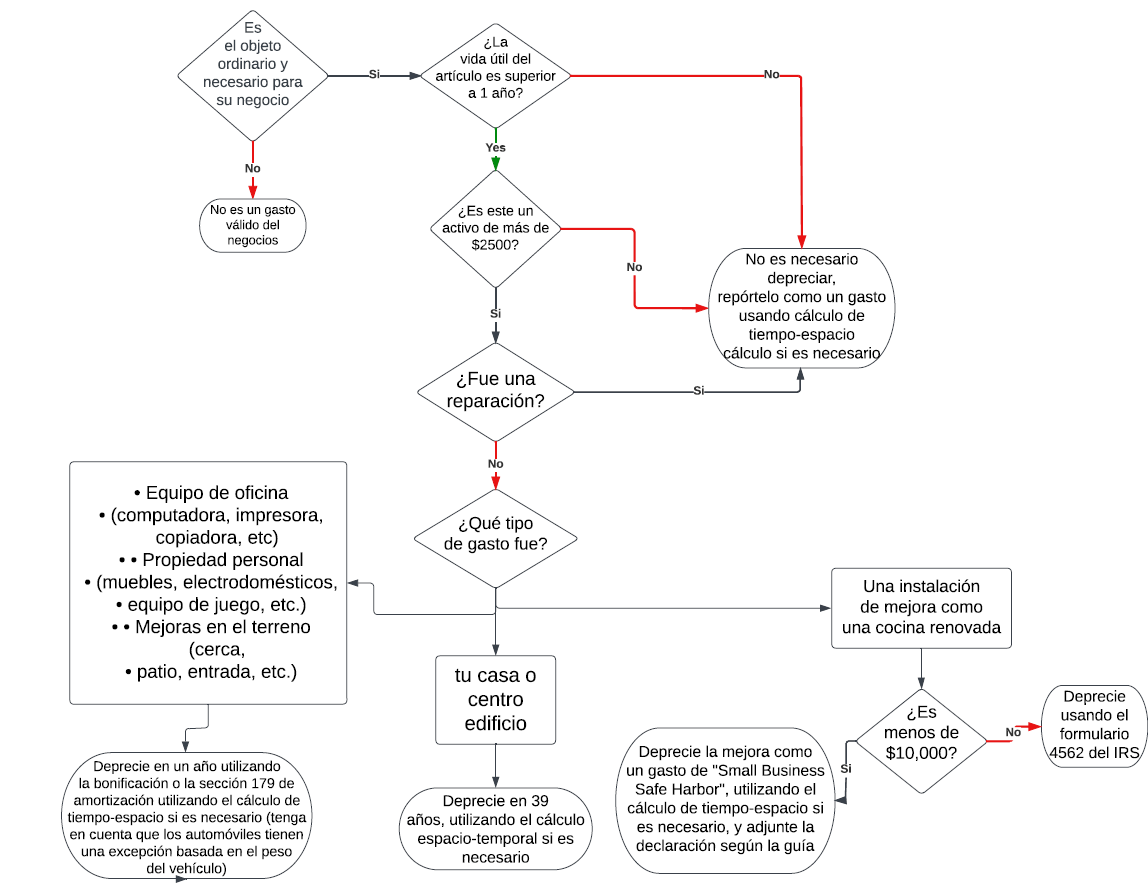 Es
el objeto
ordinario y
necesario para
su negocio
Si
¿La
vida útil del
artículo es superior
a 1 año?
No
No
No es un gasto
válido del
negocios
Yes
¿Es este un
activo de más de
$2500?
No
No es necesario
depreciar,
repórtelo como un gasto
usando cálculo de
tiempo-espacio
cálculo si es necesario
Si
¿Fue una
reparación?
Si
No
¿Qué tipo
de gasto fue?
• Equipo de oficina
• (computadora, impresora,
copiadora, etc)
• • Propiedad personal
• (muebles, electrodomésticos,
• equipo de juego, etc.)
• • Mejoras en el terreno
(cerca,
• patio, entrada, etc.)
Deprecie en un año utilizando
la bonificación o la sección 179 de
amortización utilizando el cálculo de
tiempo-espacio si es necesario (tenga
en cuenta que los automóviles tienen
una excepción basada en el peso
del vehículo)
tu casa o
centro
edificio
Deprecie en 39
años, utilizando el cálculo
espacio-temporal si es
necesario
Una instalación
de mejora como
una cocina renovada
¿Es
menos de
$10,000?
No
Deprecie
usando el
formulario
4562 del IRS
Si
Deprecie la mejora como
un gasto de "Small Business
Safe Harbor", utilizando el
cálculo de tiempo-espacio si
es necesario, y adjunte la
declaración según la guía